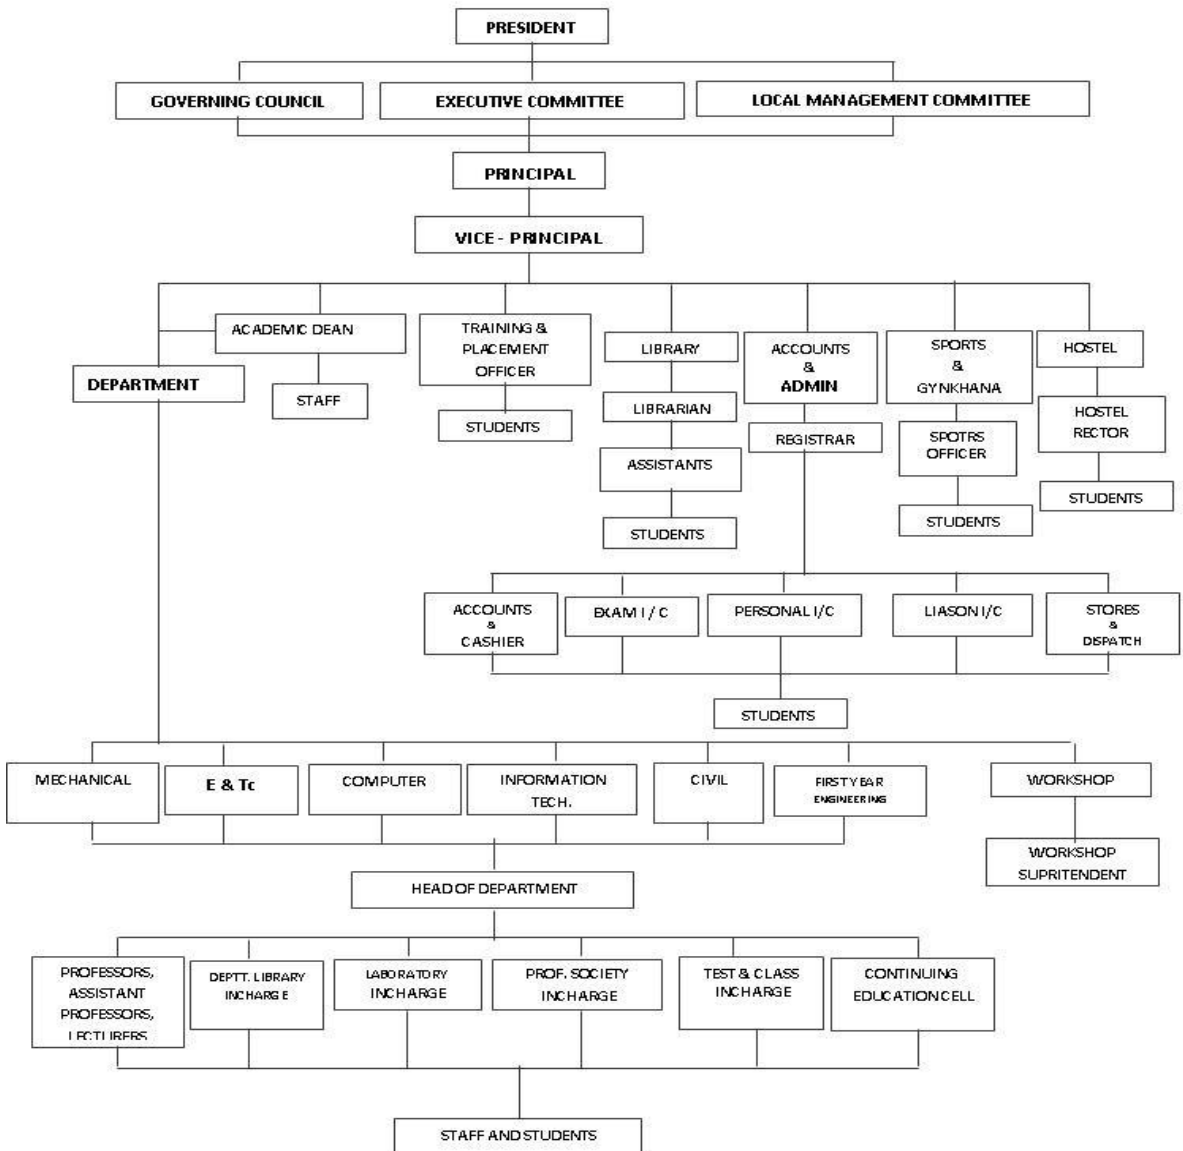 PRESIDENT
GOVERNING COUNCIL
EXECUTIVE COMMITTEE
LOCAL MANAGEMENT COMMITTEE
PRINCIPAL
VICE - PRINCIPAL
ACADEMIC DEAN
STAFF
DEPARTMENT
TRAINING &
PLACEMENT
OFFICER
STUDENTS
LIBRARY
LIBRARIAN
ASSISTANTS
STUDENTS
ACCOUNTS
&
ADMIN
REGISTRAR
SPORTS
&
GYNKHANA
SPOTRS
OFFICER
STUDENTS
HOSTEL
HOSTEL
RECTOR
STUDENTS
ACCOUNTS
&
CASHIER
EXAM I / C
PERSONAL I/C
LIASON I/C
STORES
&
DISPATCH
STUDENTS
MECHANICAL
E & Tc
COMPUTER
INFORMATION
TECH.
CIVIL
FIRST YEAR
ENGINEERING
WORKSHOP
WORKSHOP
SUPRITENDENT
HEAD OF DEPARTMENT
PROFESSORS,
ASSISTANT
PROFESSORS,
LECTURERS
DEPTT. LIBRARY
INCHARGE
LABORATORY
INCHARGE
PROF. SOCIETY
INCHARGE
TEST & CLASS
INCHARGE
CONTINUING
EDUCATION CELL
STAFF AND STUDENTS